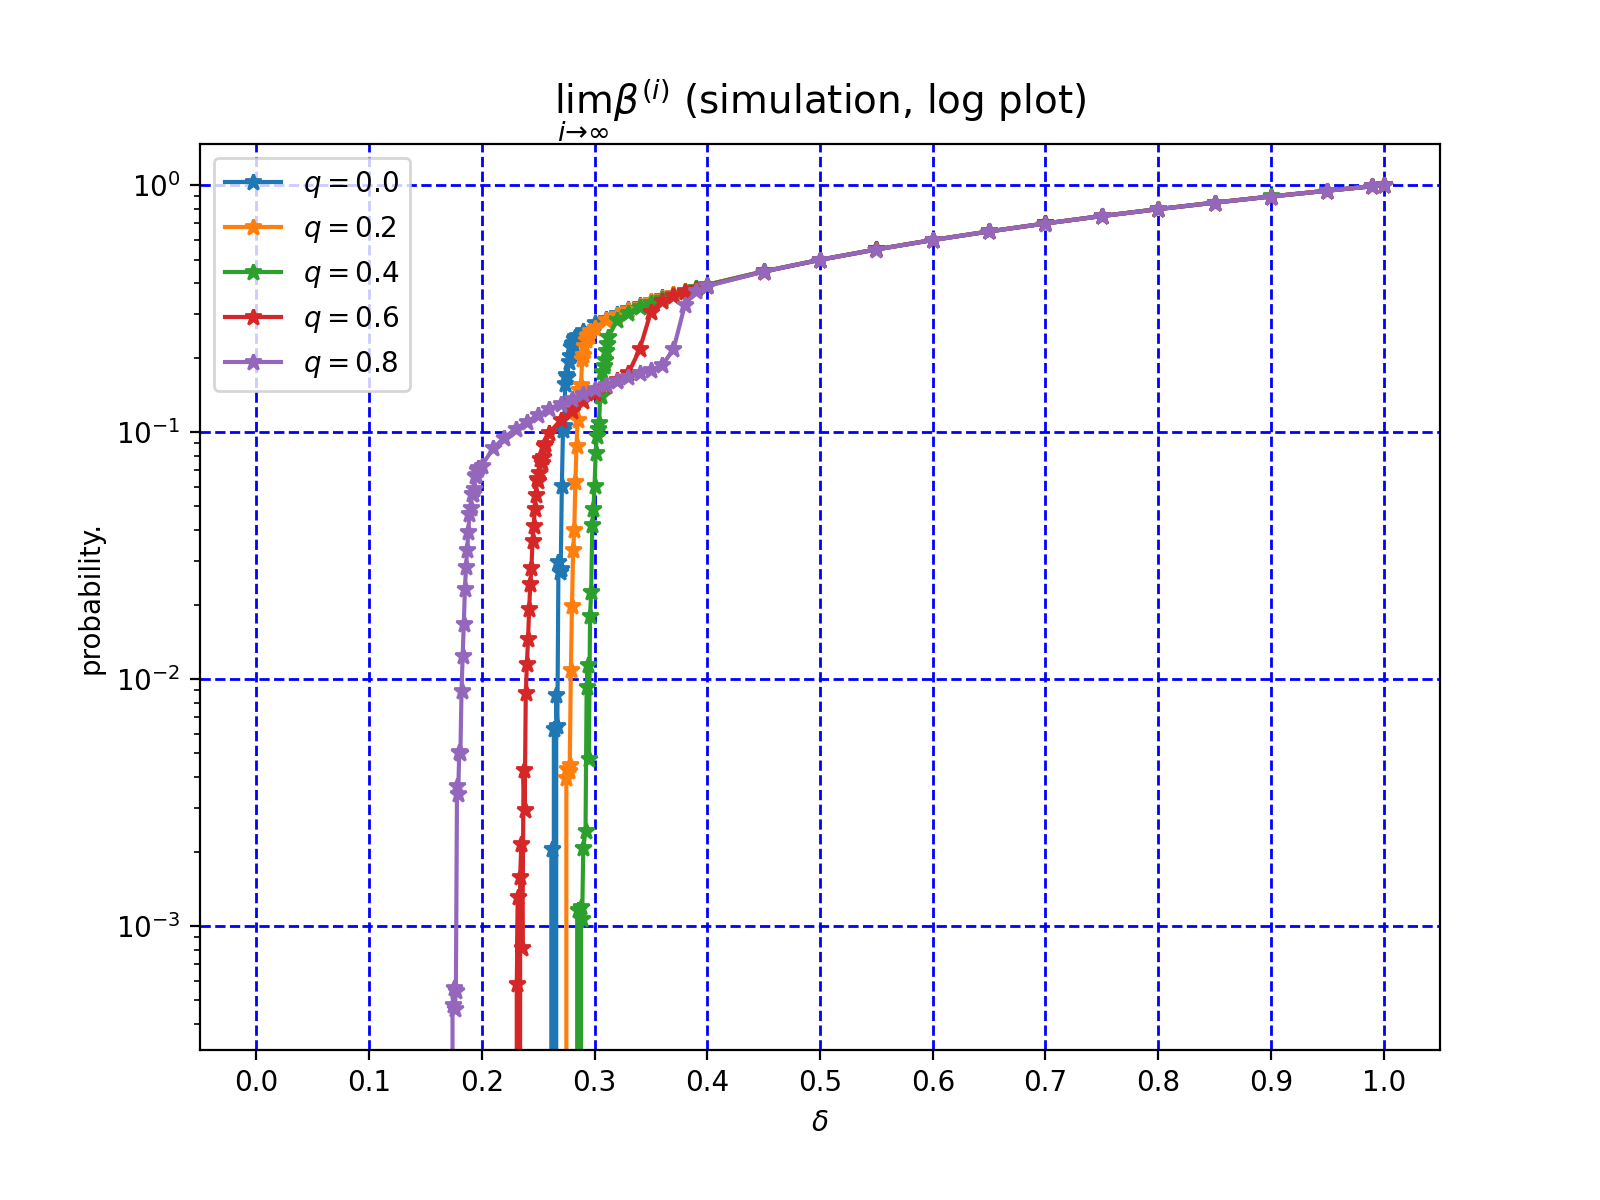 lim β⁽ⁱ⁾ (simulation, log plot)
i→∞
q = 0.0
q = 0.2
q = 0.4
q = 0.6
q = 0.8
10⁰
10⁻¹
10⁻²
10⁻³
probability.
0.0 0.1 0.2 0.3 0.4 0.5 0.6 0.7 0.8 0.9 1.0
δ